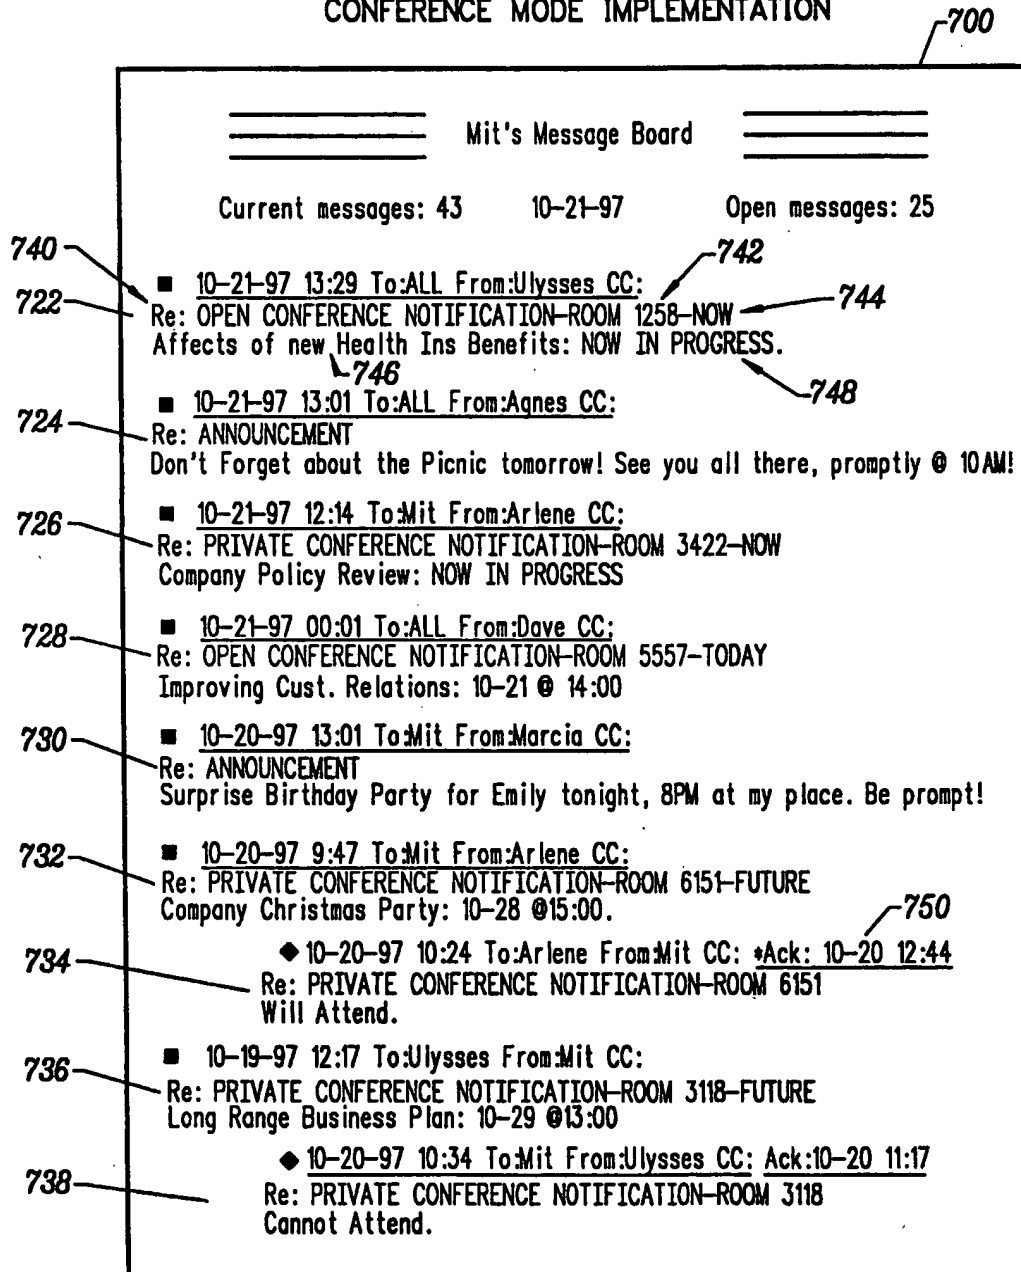 CONFERENCE MODE IMPLEMENTATION
700
Mit's Message Board
Current messages: 43 10-21-97 Open messages: 25
740
742
■ 10-21-97 13:29 To:ALL From:Ulysses CC:
722
744
Re: OPEN CONFERENCE NOTIFICATION-ROOM 1258-NOW
Affects of new Health Ins Benefits: NOW IN PROGRESS.
746
748
■ 10-21-97 13:01 To:ALL From:Agnes CC:
724
Re: ANNOUNCEMENT
Don't Forget about the Picnic tomorrow! See you all there, promptly @ 10AM!
■ 10-21-97 12:14 To:Mit From:Arlene CC:
726
Re: PRIVATE CONFERENCE NOTIFICATION-ROOM 3422-NOW
Company Policy Review: NOW IN PROGRESS
■ 10-21-97 00:01 To:ALL From:Dave CC:
728
Re: OPEN CONFERENCE NOTIFICATION-ROOM 5557-TODAY
Improving Cust. Relations: 10-21 @ 14:00
■ 10-20-97 13:01 To:Mit From:Marcia CC:
730
Re: ANNOUNCEMENT
Surprise Birthday Party for Emily tonight, 8PM at my place. Be prompt!
■ 10-20-97 9:47 To:Mit From:Arlene CC:
732
Re: PRIVATE CONFERENCE NOTIFICATION-ROOM 6151-FUTURE
Company Christmas Party: 10-28 @15:00.
750
◆ 10-20-97 10:24 To:Arlene From:Mit CC: *Ack: 10-20 12:44
734
Re: PRIVATE CONFERENCE NOTIFICATION-ROOM 6151
Will Attend.
■ 10-19-97 12:17 To:Ulysses From:Mit CC:
736
Re: PRIVATE CONFERENCE NOTIFICATION-ROOM 3118-FUTURE
Long Range Business Plan: 10-29 @13:00
◆ 10-20-97 10:34 To:Mit From:Ulysses CC: Ack:10-20 11:17
738
Re: PRIVATE CONFERENCE NOTIFICATION-ROOM 3118
Cannot Attend.